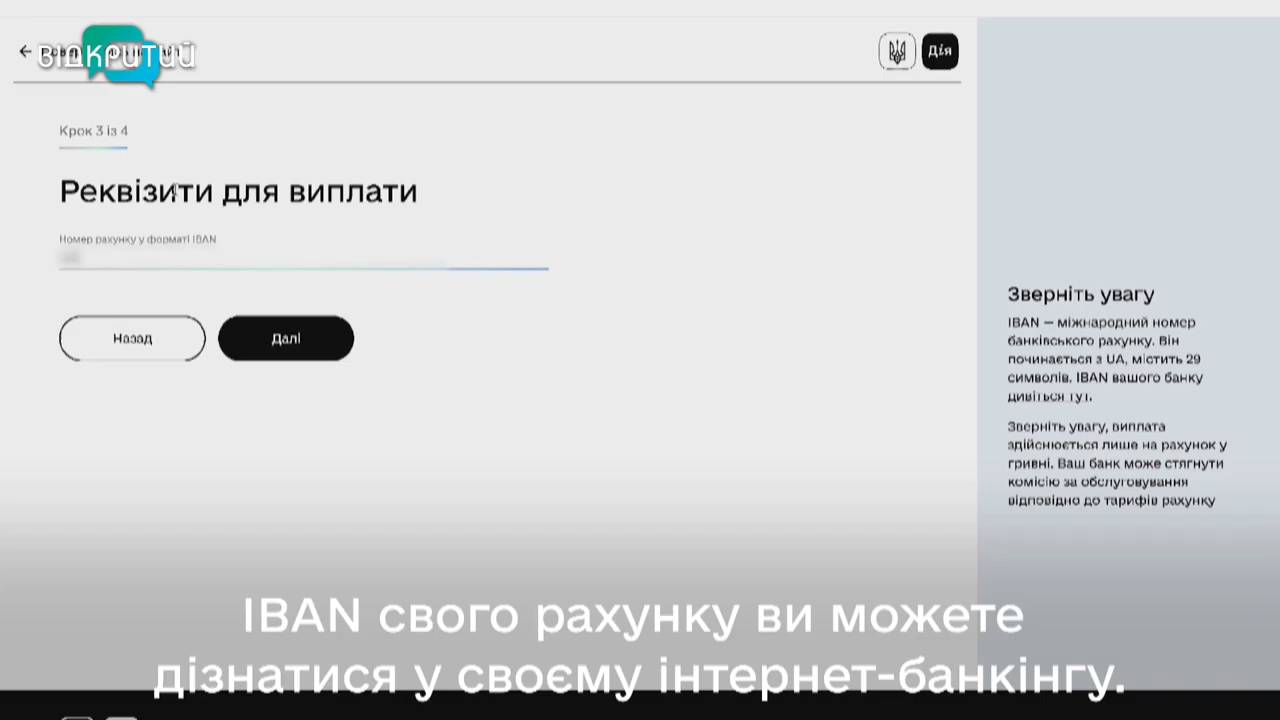 ВІДКРИТИЙ
Дія
Крок 3 із 4
Реквізити для виплати
Номер рахунку у форматі IBAN
Назад
Далі
Зверніть увагу
IBAN — міжнародний номер
банківського рахунку. Він
починається з UA, містить 29
символів. IBAN вашого банку
дивіться тут.
Зверніть увагу, виплата
здійснюється лише на рахунок у
гривні. Ваш банк може стягнути
комісію за обслуговування
відповідно до тарифів рахунку
IBAN свого рахунку ви можете
дізнатися у своєму інтернет-банкінгу.